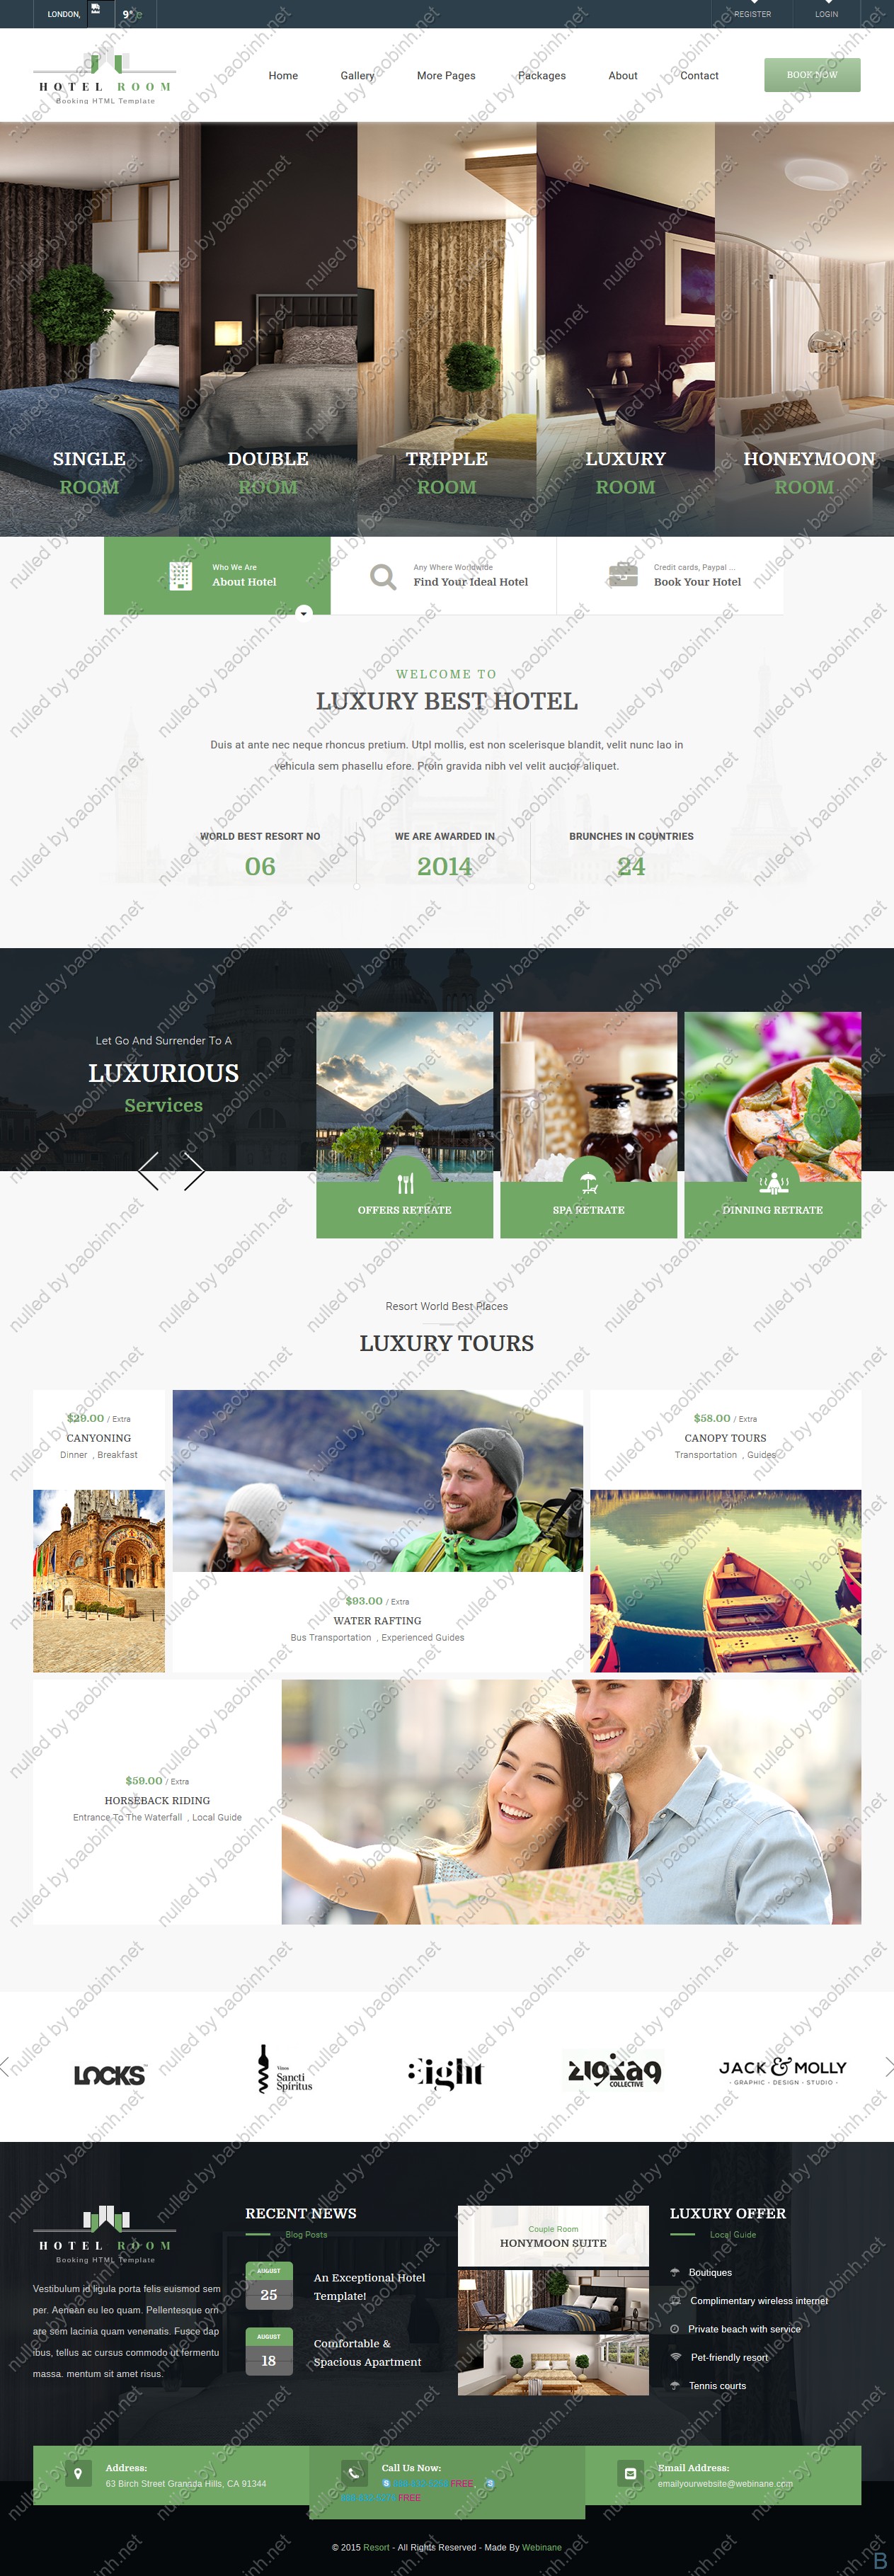 LONDON, 9°
REGISTER LOGIN
HOTEL ROOM
Booking HTML Template
Home Gallery More Pages Packages About Contact
BOOK NOW
SINGLE ROOM
DOUBLE ROOM
TRIPPLE ROOM
LUXURY ROOM
HONEYMOON ROOM
Who We Are
About Hotel
Any Where Worldwide
Find Your Ideal Hotel
Credit cards, Paypal ...
Book Your Hotel
WELCOME TO
LUXURY BEST HOTEL
Duis at ante nec neque rhoncus pretium. Utpl mollis, est non scelerisque blandit, velit nunc lao in
vehicula sem phasellu efore. Proin gravida nibh vel velit auctor aliquet.
WORLD BEST RESORT NO
06
WE ARE AWARDED IN
2014
BRUNCHES IN COUNTRIES
24
Let Go And Surrender To A
LUXURIOUS
Services
OFFERS RETRATE
SPA RETRATE
DINNING RETRATE
Resort World Best Places
LUXURY TOURS
$29.00 / Extra
CANYONING
Dinner , Breakfast
$93.00 / Extra
WATER RAFTING
Bus Transportation , Experienced Guides
$58.00 / Extra
CANOPY TOURS
Transportation , Guides
$59.00 / Extra
HORSEBACK RIDING
Entrance To The Waterfall , Local Guide
LOCKS
Vinos
Sancti
Spiritus
Eight
zigzag
COLLECTIVE
JACK & MOLLY
- GRAPHIC - DESIGN - STUDIO -
HOTEL ROOM
Booking HTML Template
Vestibulum id ligula porta felis euismod sem
per. Aenean eu leo quam. Pellentesque orn
are sem lacinia quam venenatis. Fusce dap
ibus, tellus ac cursus commodo ut fermentu
massa. mentum sit amet risus.
RECENT NEWS
Blog Posts
AUGUST
25
An Exceptional Hotel
Template!
AUGUST
18
Comfortable &
Spacious Apartment
Couple Room
HONYMOON SUITE
LUXURY OFFER
Local Guide
Boutiques
Complimentary wireless internet
Private beach with service
Pet-friendly resort
Tennis courts
Address:
63 Birch Street Granada Hills, CA 91344
Call Us Now:
FREE
FREE
Email Address:
emailyourwebsite@webinane.com
© 2015 Resort - All Rights Reserved - Made By Webinane
B
nulled by baobinh.net